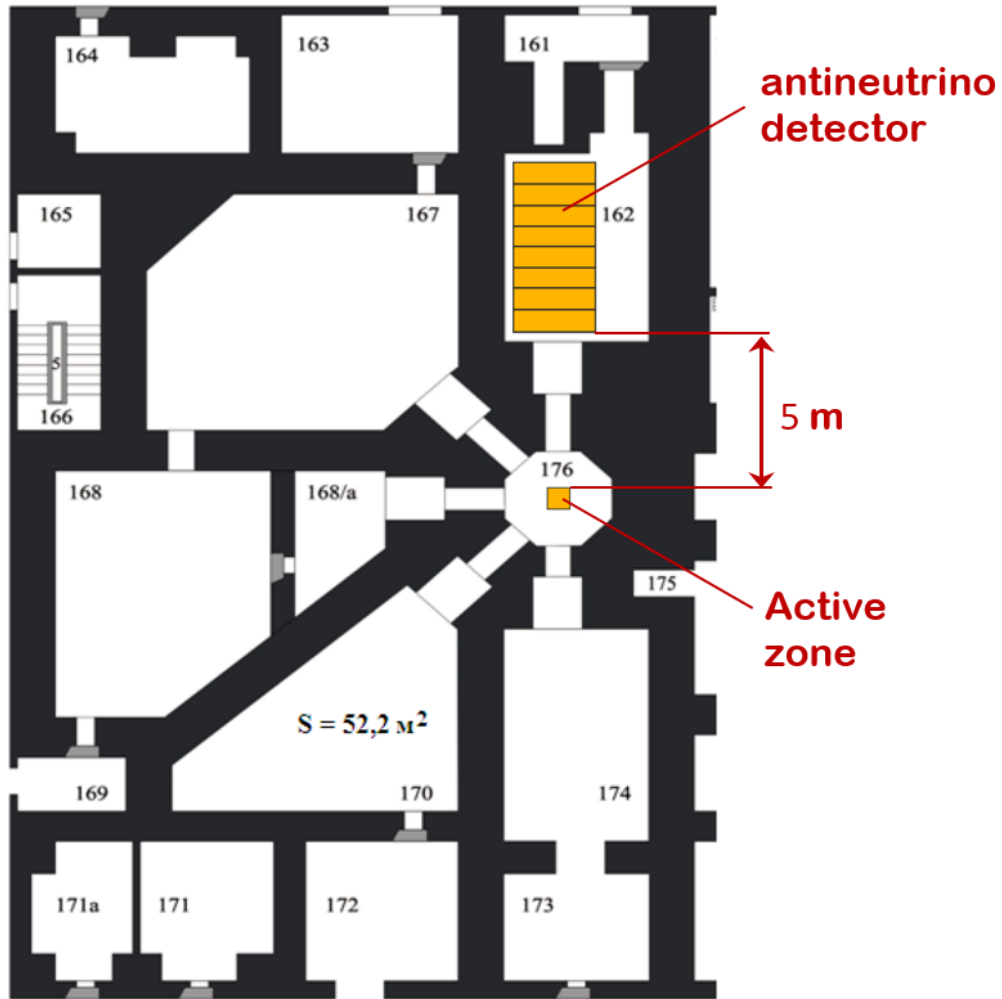 164
163
161
antineutrino
detector
165
167
162
5
166
5 m
176
168
168/a
175
Active
zone
S = 52,2 м²
169
170
174
171a
171
172
173